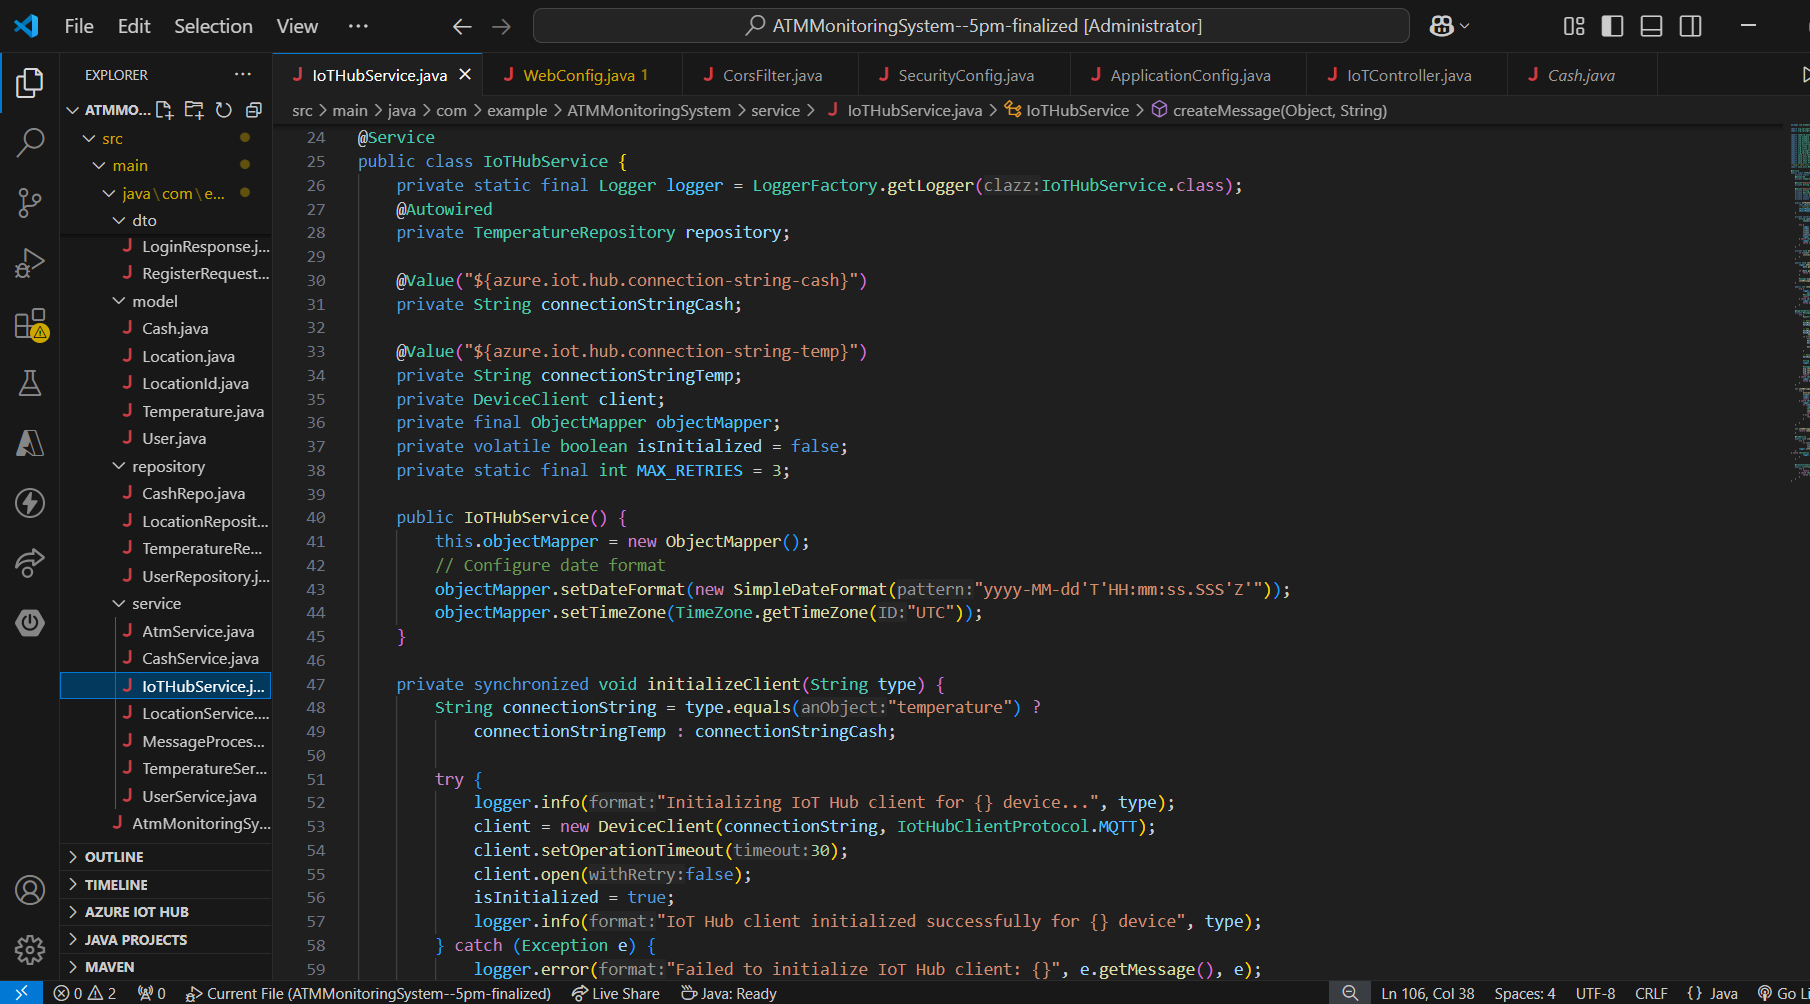 File Edit Selection View ··· ATMMonitoringSystem--5pm-finalized [Administrator]
EXPLORER ···
ATMMO...
src
main
java\com\e...
dto
LoginResponse.j...
RegisterRequest...
model
Cash.java
Location.java
LocationId.java
Temperature.java
User.java
repository
CashRepo.java
LocationReposit...
TemperatureRe...
UserRepository.j...
service
AtmService.java
CashService.java
IoTHubService.j...
LocationService....
MessageProces...
TemperatureSer...
UserService.java
AtmMonitoringSy...
OUTLINE
TIMELINE
AZURE IOT HUB
JAVA PROJECTS
MAVEN
IoTHubService.java WebConfig.java 1 CorsFilter.java SecurityConfig.java ApplicationConfig.java IoTController.java Cash.java
src > main > java > com > example > ATMMonitoringSystem > service > IoTHubService.java > IoTHubService > createMessage(Object, String)
24 @Service
25 public class IoTHubService {
26 private static final Logger logger = LoggerFactory.getLogger(clazz:IoTHubService.class);
27 @Autowired
28 private TemperatureRepository repository;
29
30 @Value("${azure.iot.hub.connection-string-cash}")
31 private String connectionStringCash;
32
33 @Value("${azure.iot.hub.connection-string-temp}")
34 private String connectionStringTemp;
35 private DeviceClient client;
36 private final ObjectMapper objectMapper;
37 private volatile boolean isInitialized = false;
38 private static final int MAX_RETRIES = 3;
39
40 public IoTHubService() {
41 this.objectMapper = new ObjectMapper();
42 // Configure date format
43 objectMapper.setDateFormat(new SimpleDateFormat(pattern:"yyyy-MM-dd'T'HH:mm:ss.SSS'Z'"));
44 objectMapper.setTimeZone(TimeZone.getTimeZone(ID:"UTC"));
45 }
46
47 private synchronized void initializeClient(String type) {
48 String connectionString = type.equals(anObject:"temperature") ?
49 connectionStringTemp : connectionStringCash;
50
51 try {
52 logger.info(format:"Initializing IoT Hub client for {} device...", type);
53 client = new DeviceClient(connectionString, IotHubClientProtocol.MQTT);
54 client.setOperationTimeout(timeout:30);
55 client.open(withRetry:false);
56 isInitialized = true;
57 logger.info(format:"IoT Hub client initialized successfully for {} device", type);
58 } catch (Exception e) {
59 logger.error(format:"Failed to initialize IoT Hub client: {}", e.getMessage(), e);
0 2 0 Current File (ATMMonitoringSystem--5pm-finalized) Live Share Java: Ready Ln 106, Col 38 Spaces: 4 UTF-8 CRLF {} Java Go Li